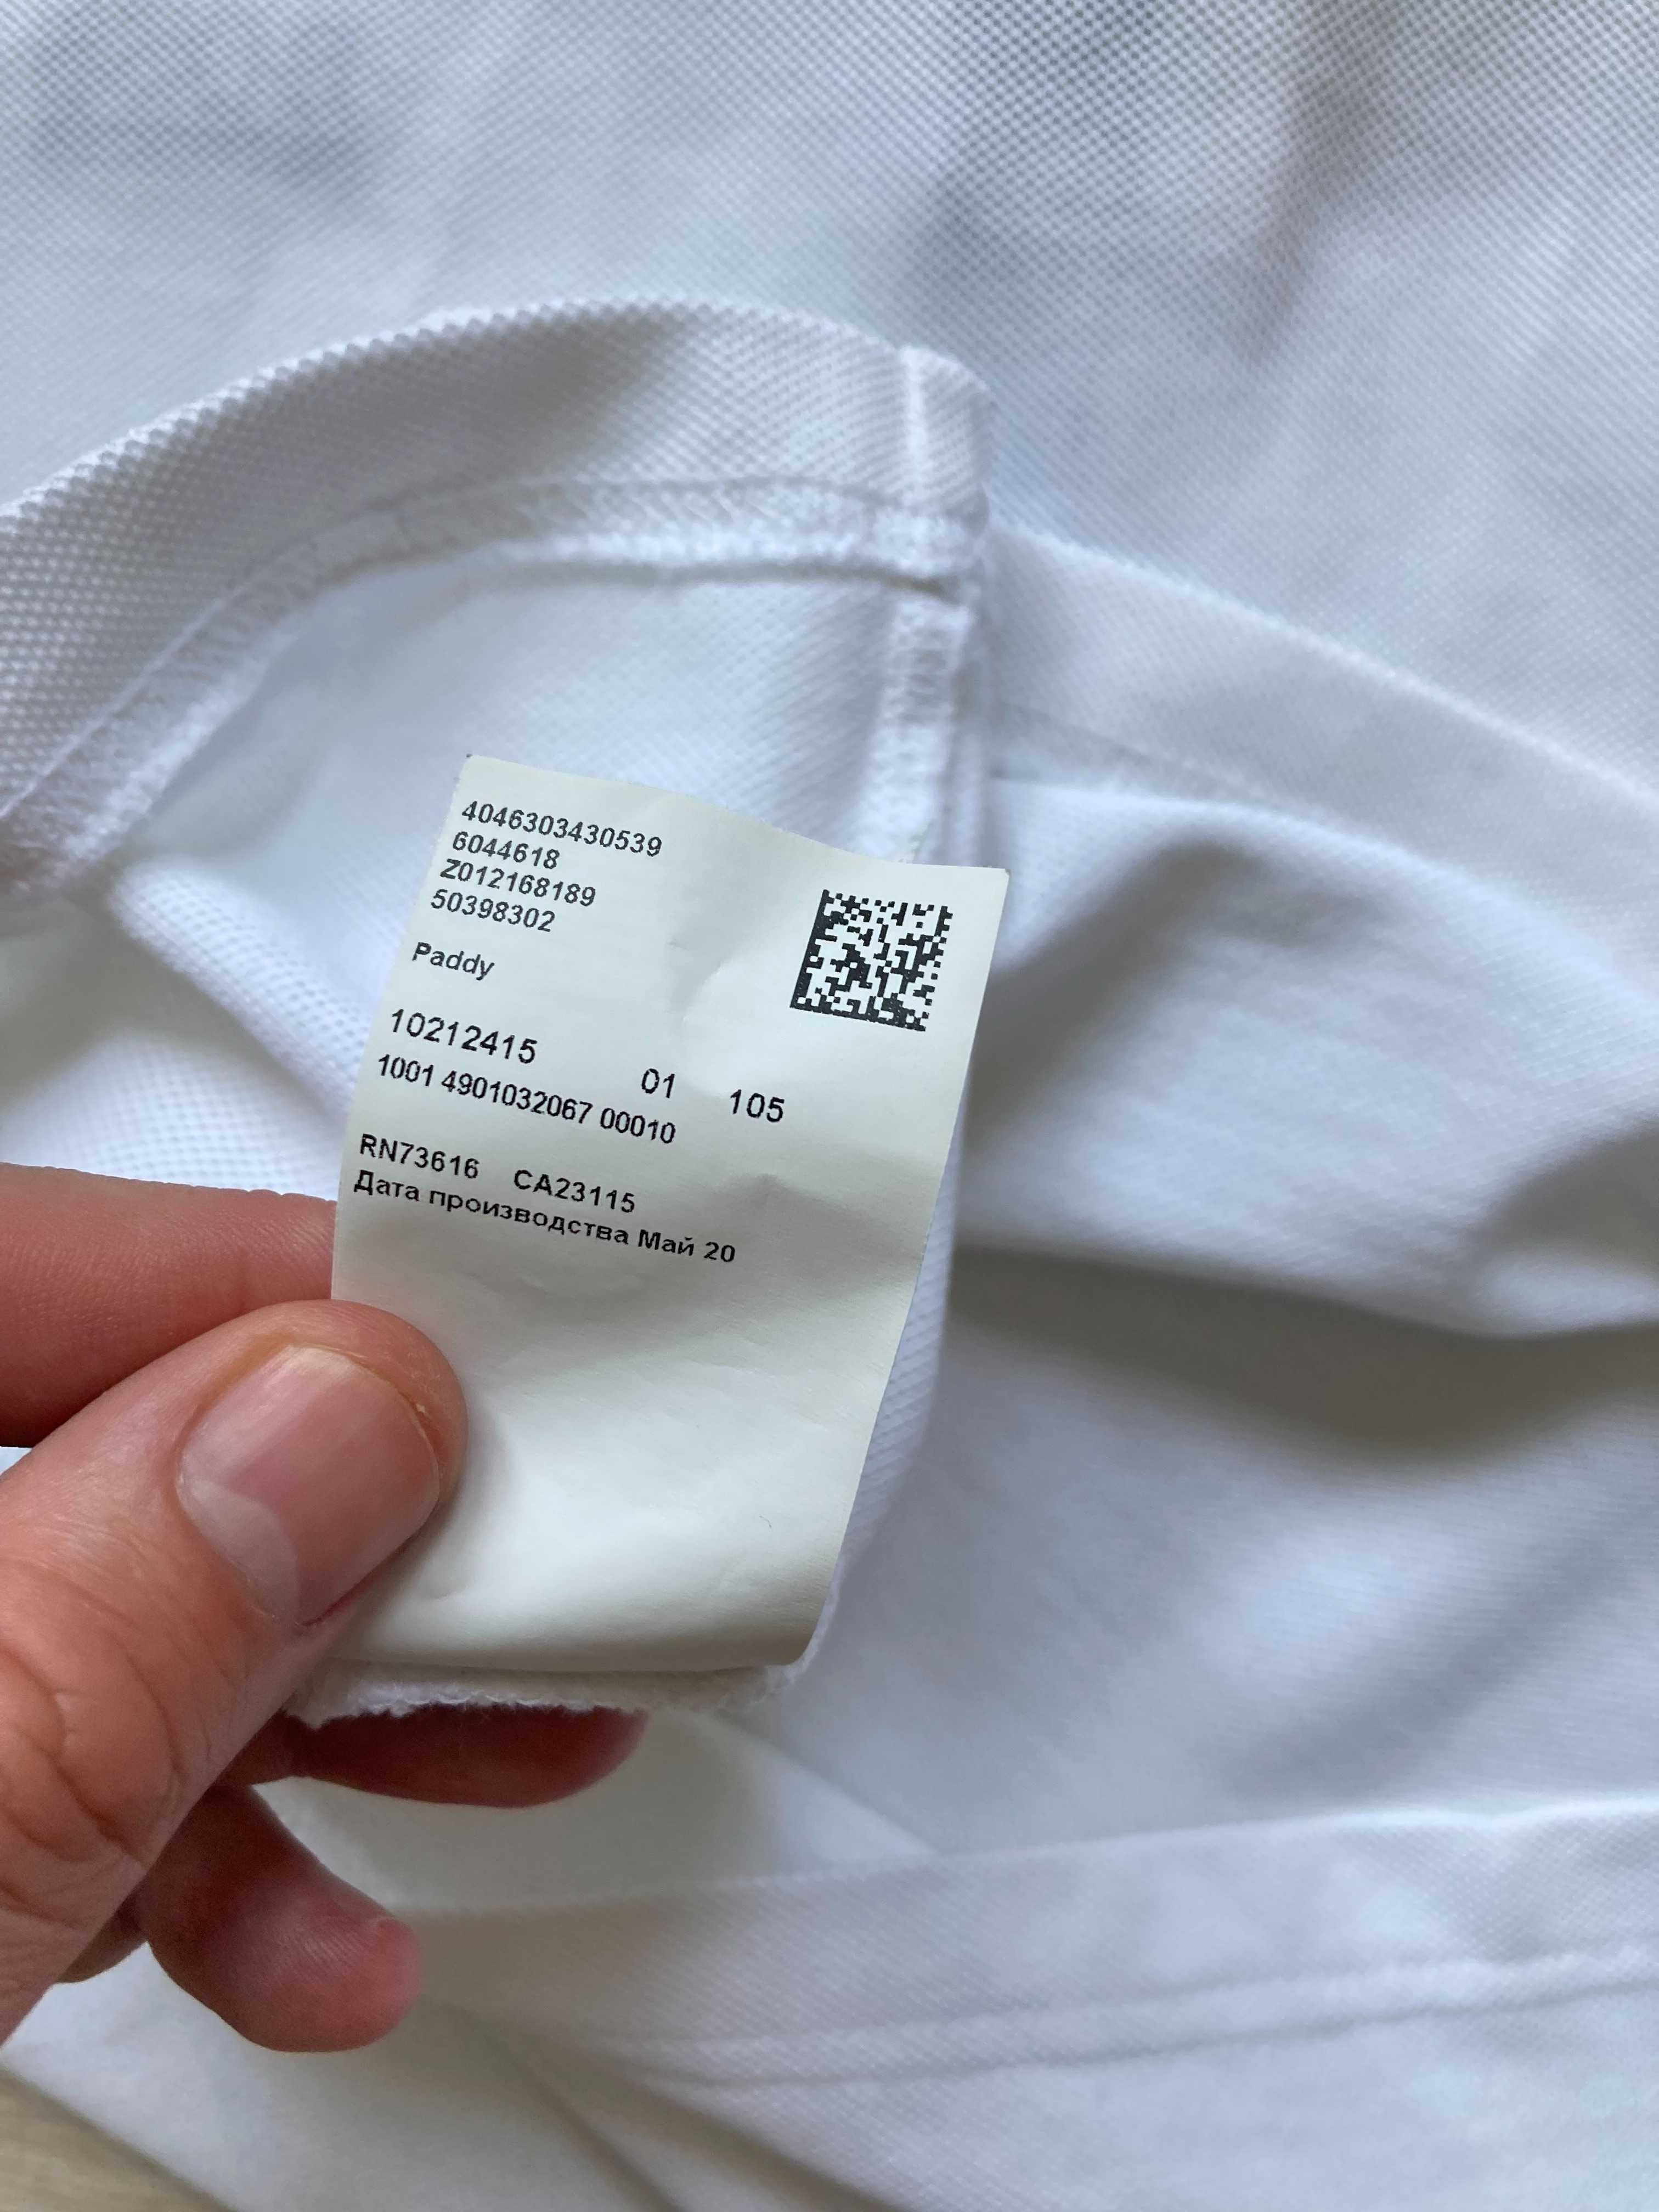 4046303430539
6044618
Z012168189
50398302
Paddy
10212415 01 105
1001 4901032067 00010
RN73616 CA23115
Дата производства Май 20